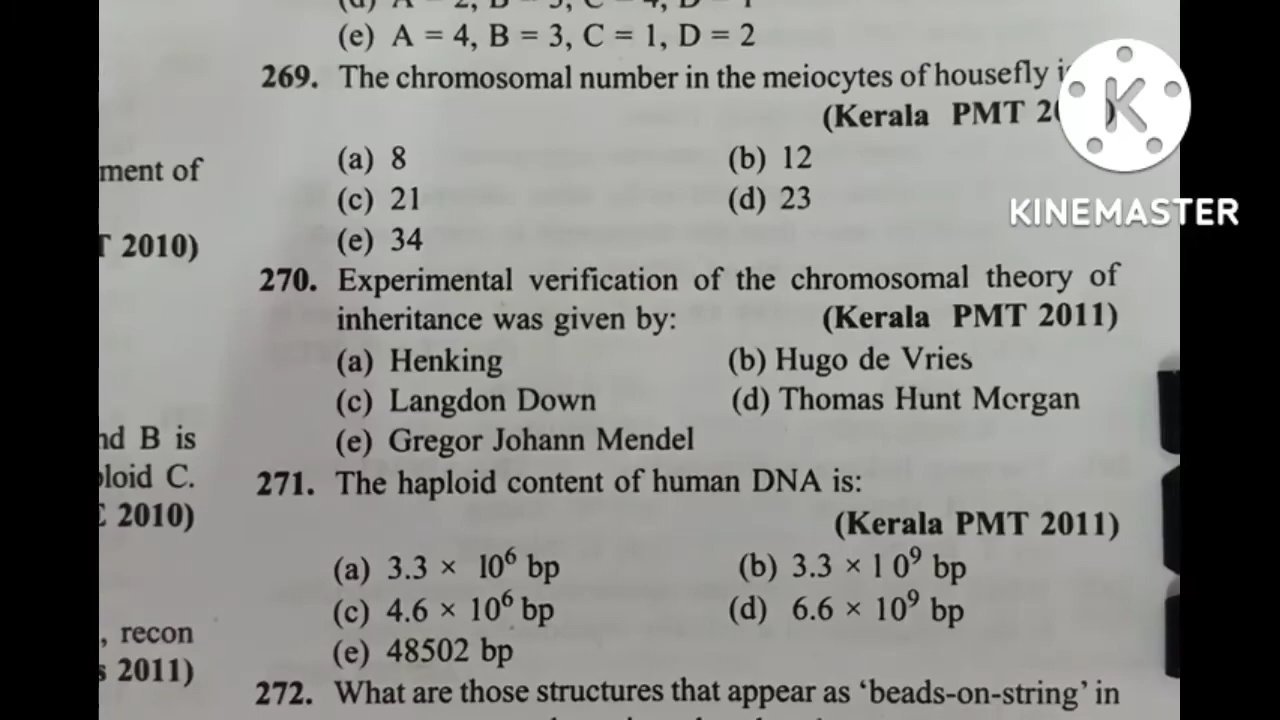 (d) A = 2, B = 3, C = 4, D = 1
(e) A = 4, B = 3, C = 1, D = 2
269. The chromosomal number in the meiocytes of housefly
(Kerala PMT
(a) 8 (b) 12
(c) 21 (d) 23
(e) 34
270. Experimental verification of the chromosomal theory of
inheritance was given by: (Kerala PMT 2011)
(a) Henking (b) Hugo de Vries
(c) Langdon Down (d) Thomas Hunt Morgan
(e) Gregor Johann Mendel
271. The haploid content of human DNA is:
(Kerala PMT 2011)
(a) 3.3 × 10⁶ bp (b) 3.3 × 10⁹ bp
(c) 4.6 × 10⁶ bp (d) 6.6 × 10⁹ bp
(e) 48502 bp
272. What are those structures that appear as ‘beads-on-string’ in
ment of
2010)
B is
ploid C.
2010)
, recon
2011)
K
KINEMASTER